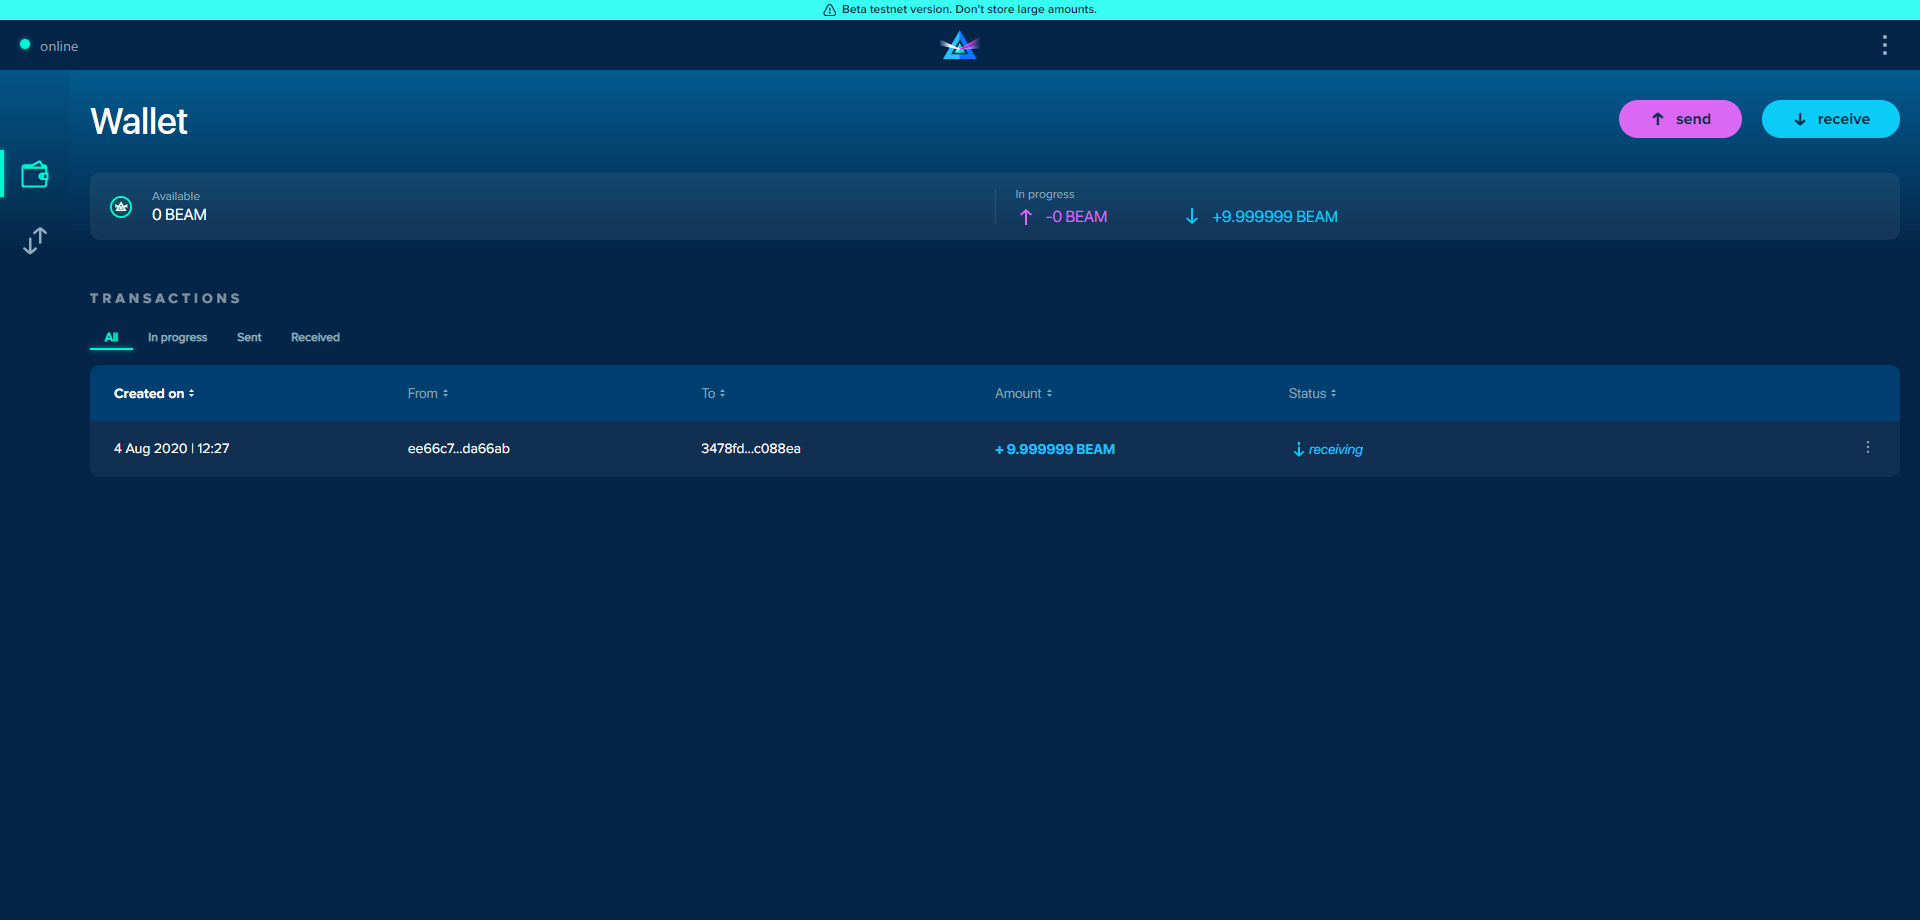 Beta testnet version. Don't store large amounts.
online
Wallet
send
receive
Available
0 BEAM
In progress
-0 BEAM
+9.999999 BEAM
TRANSACTIONS
All In progress Sent Received
Created on From To Amount Status
4 Aug 2020 | 12:27 ee66c7...da66ab 3478fd...c088ea + 9.999999 BEAM receiving